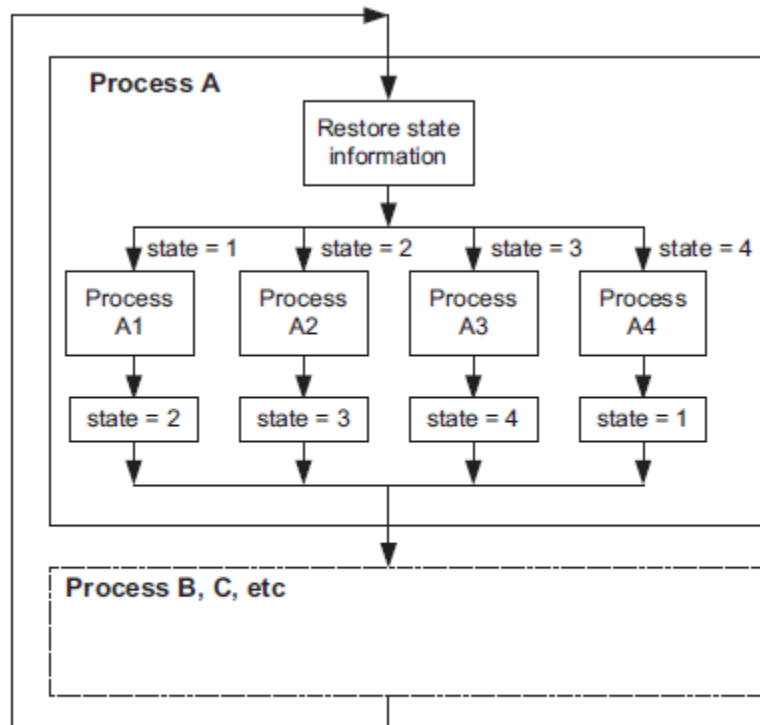 Process A
Restore state
information
state = 1
state = 2
state = 3
state = 4
Process
A1
Process
A2
Process
A3
Process
A4
state = 2
state = 3
state = 4
state = 1
Process B, C, etc